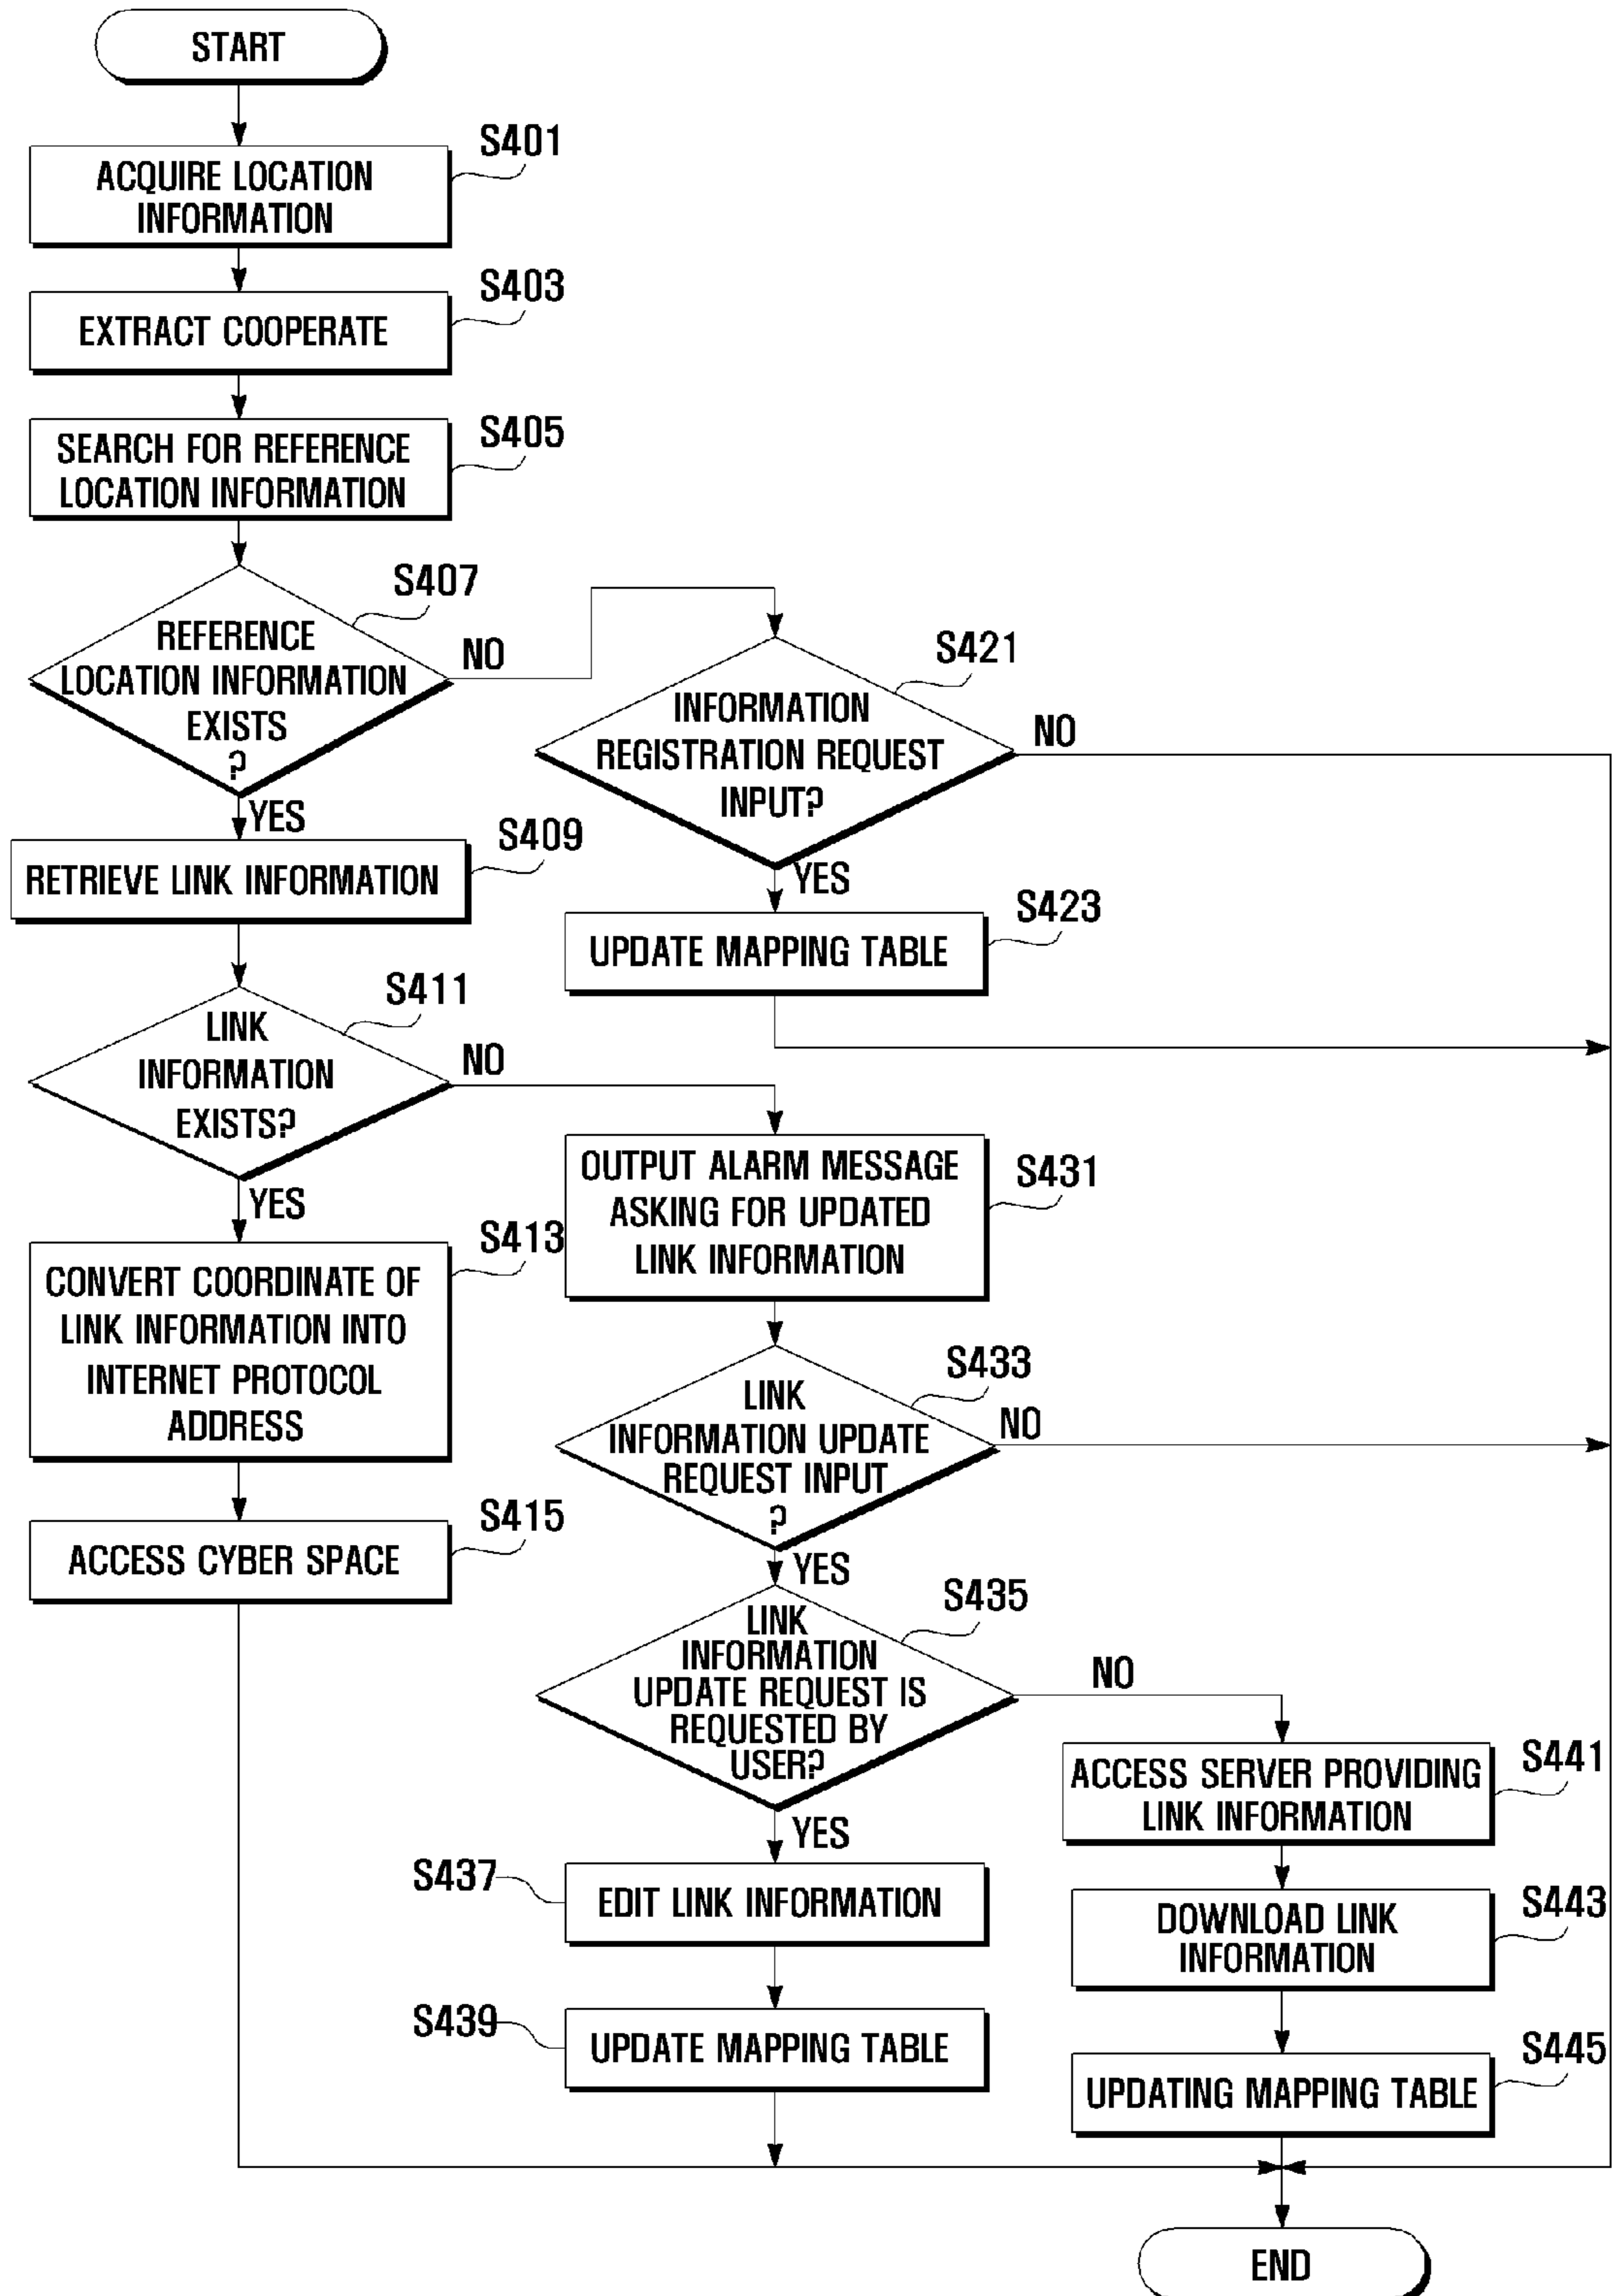 START
S401
ACQUIRE LOCATION
INFORMATION
S403
EXTRACT COOPERATE
S405
SEARCH FOR REFERENCE
LOCATION INFORMATION
S407
REFERENCE
LOCATION INFORMATION
EXISTS
?
NO
YES
S421
INFORMATION
REGISTRATION REQUEST
INPUT?
NO
YES
S409
RETRIEVE LINK INFORMATION
S423
UPDATE MAPPING TABLE
S411
LINK
INFORMATION
EXISTS?
NO
YES
S431
OUTPUT ALARM MESSAGE
ASKING FOR UPDATED
LINK INFORMATION
S413
CONVERT COORDINATE OF
LINK INFORMATION INTO
INTERNET PROTOCOL
ADDRESS
S433
LINK
INFORMATION UPDATE
REQUEST INPUT
?
NO
YES
S415
ACCESS CYBER SPACE
S435
LINK
INFORMATION
UPDATE REQUEST IS
REQUESTED BY
USER?
NO
YES
S441
ACCESS SERVER PROVIDING
LINK INFORMATION
S437
EDIT LINK INFORMATION
S443
DOWNLOAD LINK
INFORMATION
S439
UPDATE MAPPING TABLE
S445
UPDATING MAPPING TABLE
END